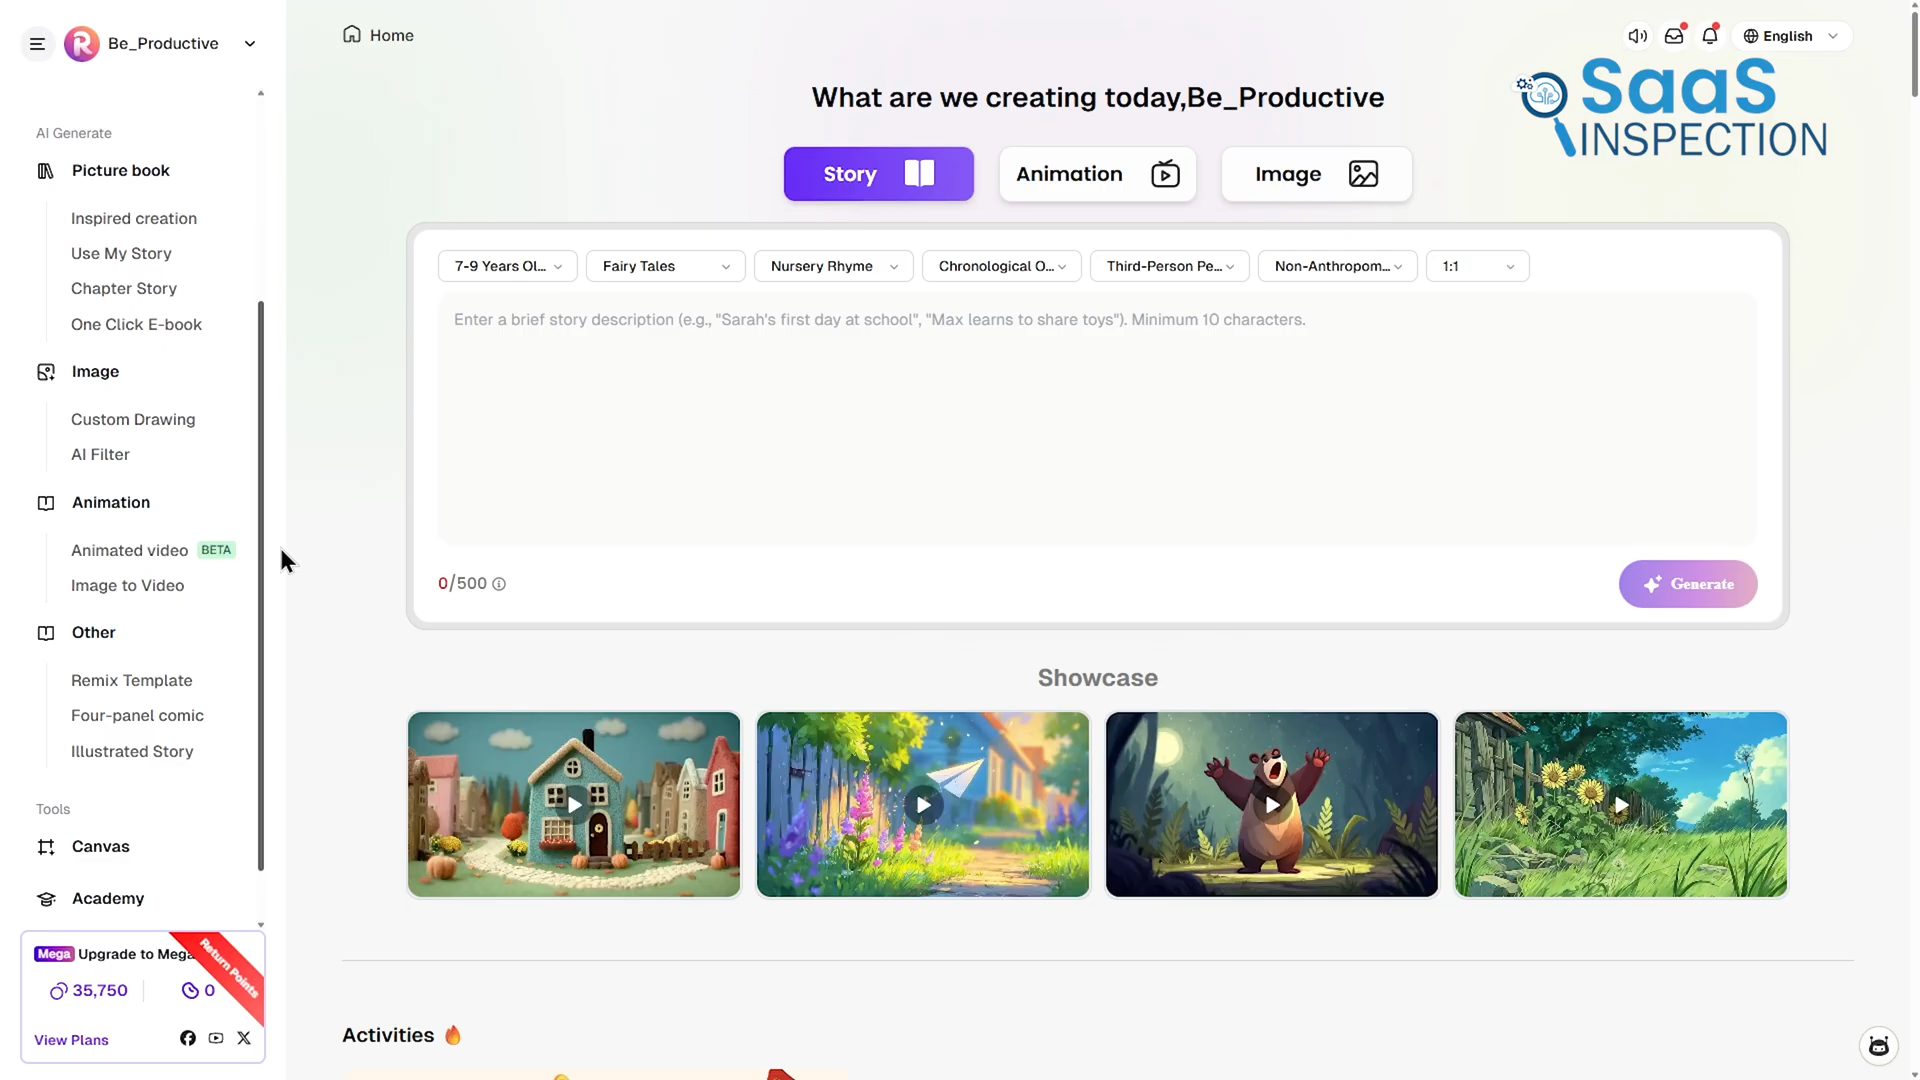 Be_Productive
AI Generate
Picture book
Inspired creation
Use My Story
Chapter Story
One Click E-book
Image
Custom Drawing
AI Filter
Animation
Animated video BETA
Image to Video
Other
Remix Template
Four-panel comic
Illustrated Story
Tools
Canvas
Academy
Mega Upgrade to Mega
Return Points
35,750 0
View Plans
Home
English
SaaS
INSPECTION
What are we creating today,Be_Productive
Story Animation Image
7-9 Years Ol... Fairy Tales Nursery Rhyme Chronological O... Third-Person Pe... Non-Anthropom... 1:1
Enter a brief story description (e.g., "Sarah's first day at school", "Max learns to share toys"). Minimum 10 characters.
0/500 Generate
Showcase
Activities